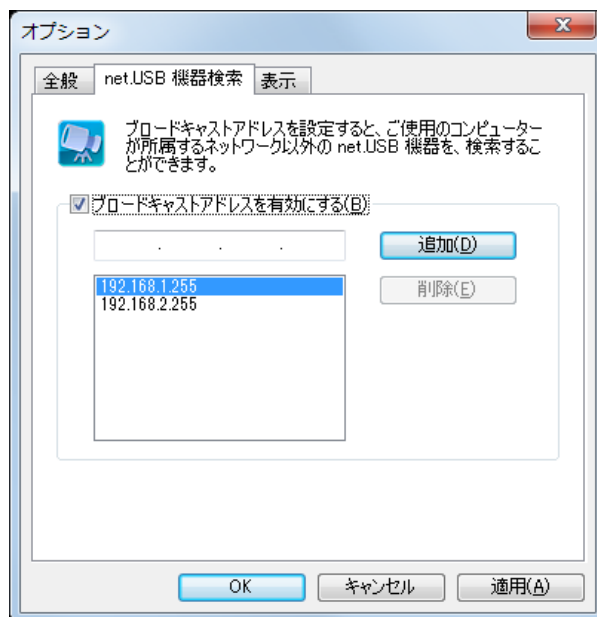 オプション
全般
net.USB 機器検索
表示
ブロードキャストアドレスを設定すると、ご使用のコンピューター
が所属するネットワーク以外の net.USB 機器を、検索するこ
とができます。
ブロードキャストアドレスを有効にする(B)
. . .
追加(D)
192.168.1.255
192.168.2.255
削除(E)
OK
キャンセル
適用(A)